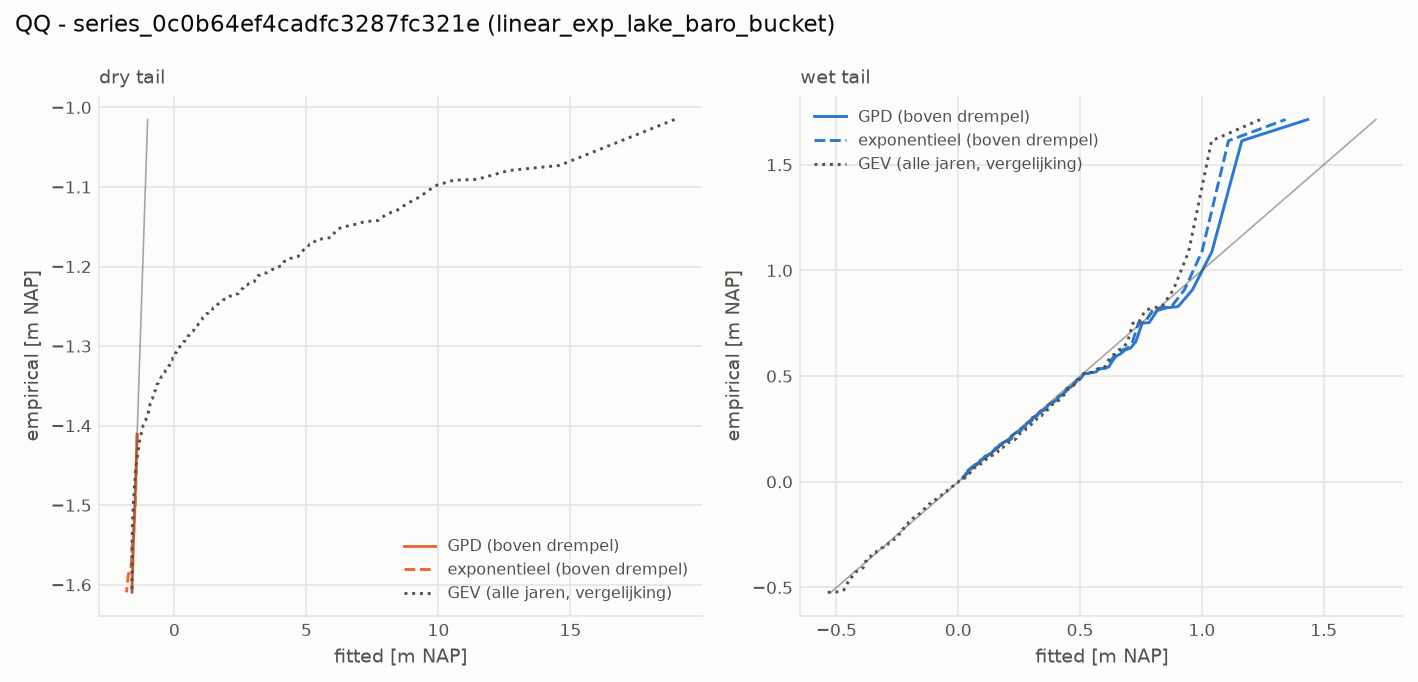 QQ - series_0c0b64ef4cadfc3287fc321e (linear_exp_lake_baro_bucket)
dry tail
−1.0
−1.1
−1.2
−1.3
−1.4
−1.5
−1.6
empirical [m NAP]
GPD (boven drempel)
exponentieel (boven drempel)
GEV (alle jaren, vergelijking)
0
5
10
15
fitted [m NAP]
wet tail
GPD (boven drempel)
exponentieel (boven drempel)
GEV (alle jaren, vergelijking)
1.5
1.0
0.5
0.0
−0.5
empirical [m NAP]
−0.5
0.0
0.5
1.0
1.5
fitted [m NAP]